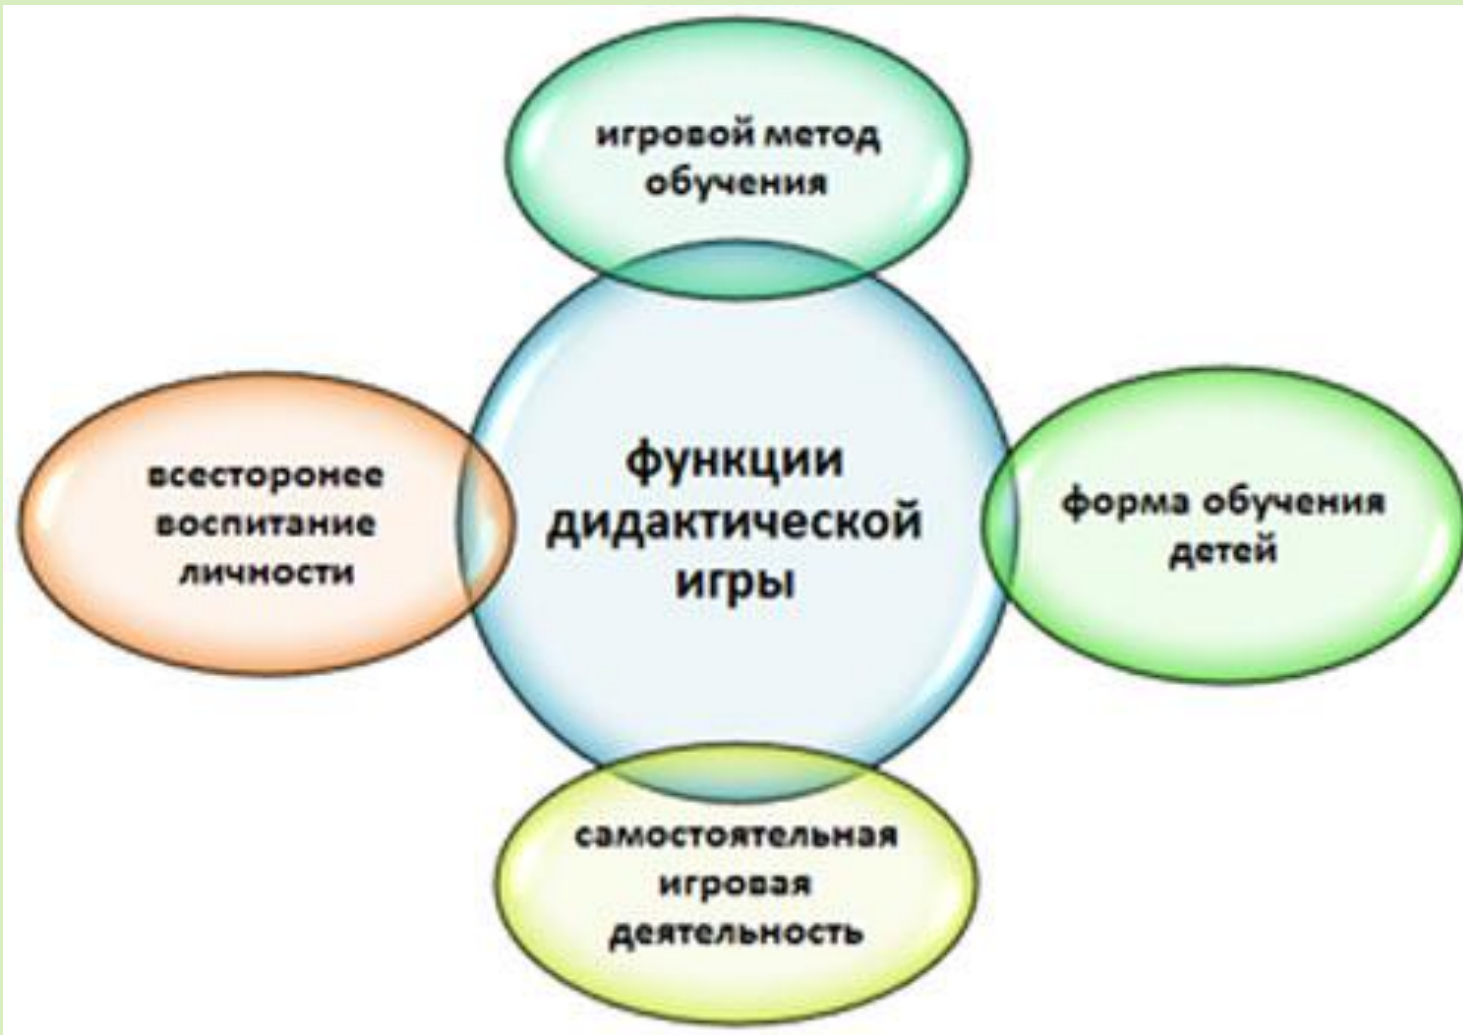 игровой метод
обучения
всесторонее
воспитание
личности
функции
дидактической
игры
форма обучения
детей
самостоятельная
игровая
деятельность